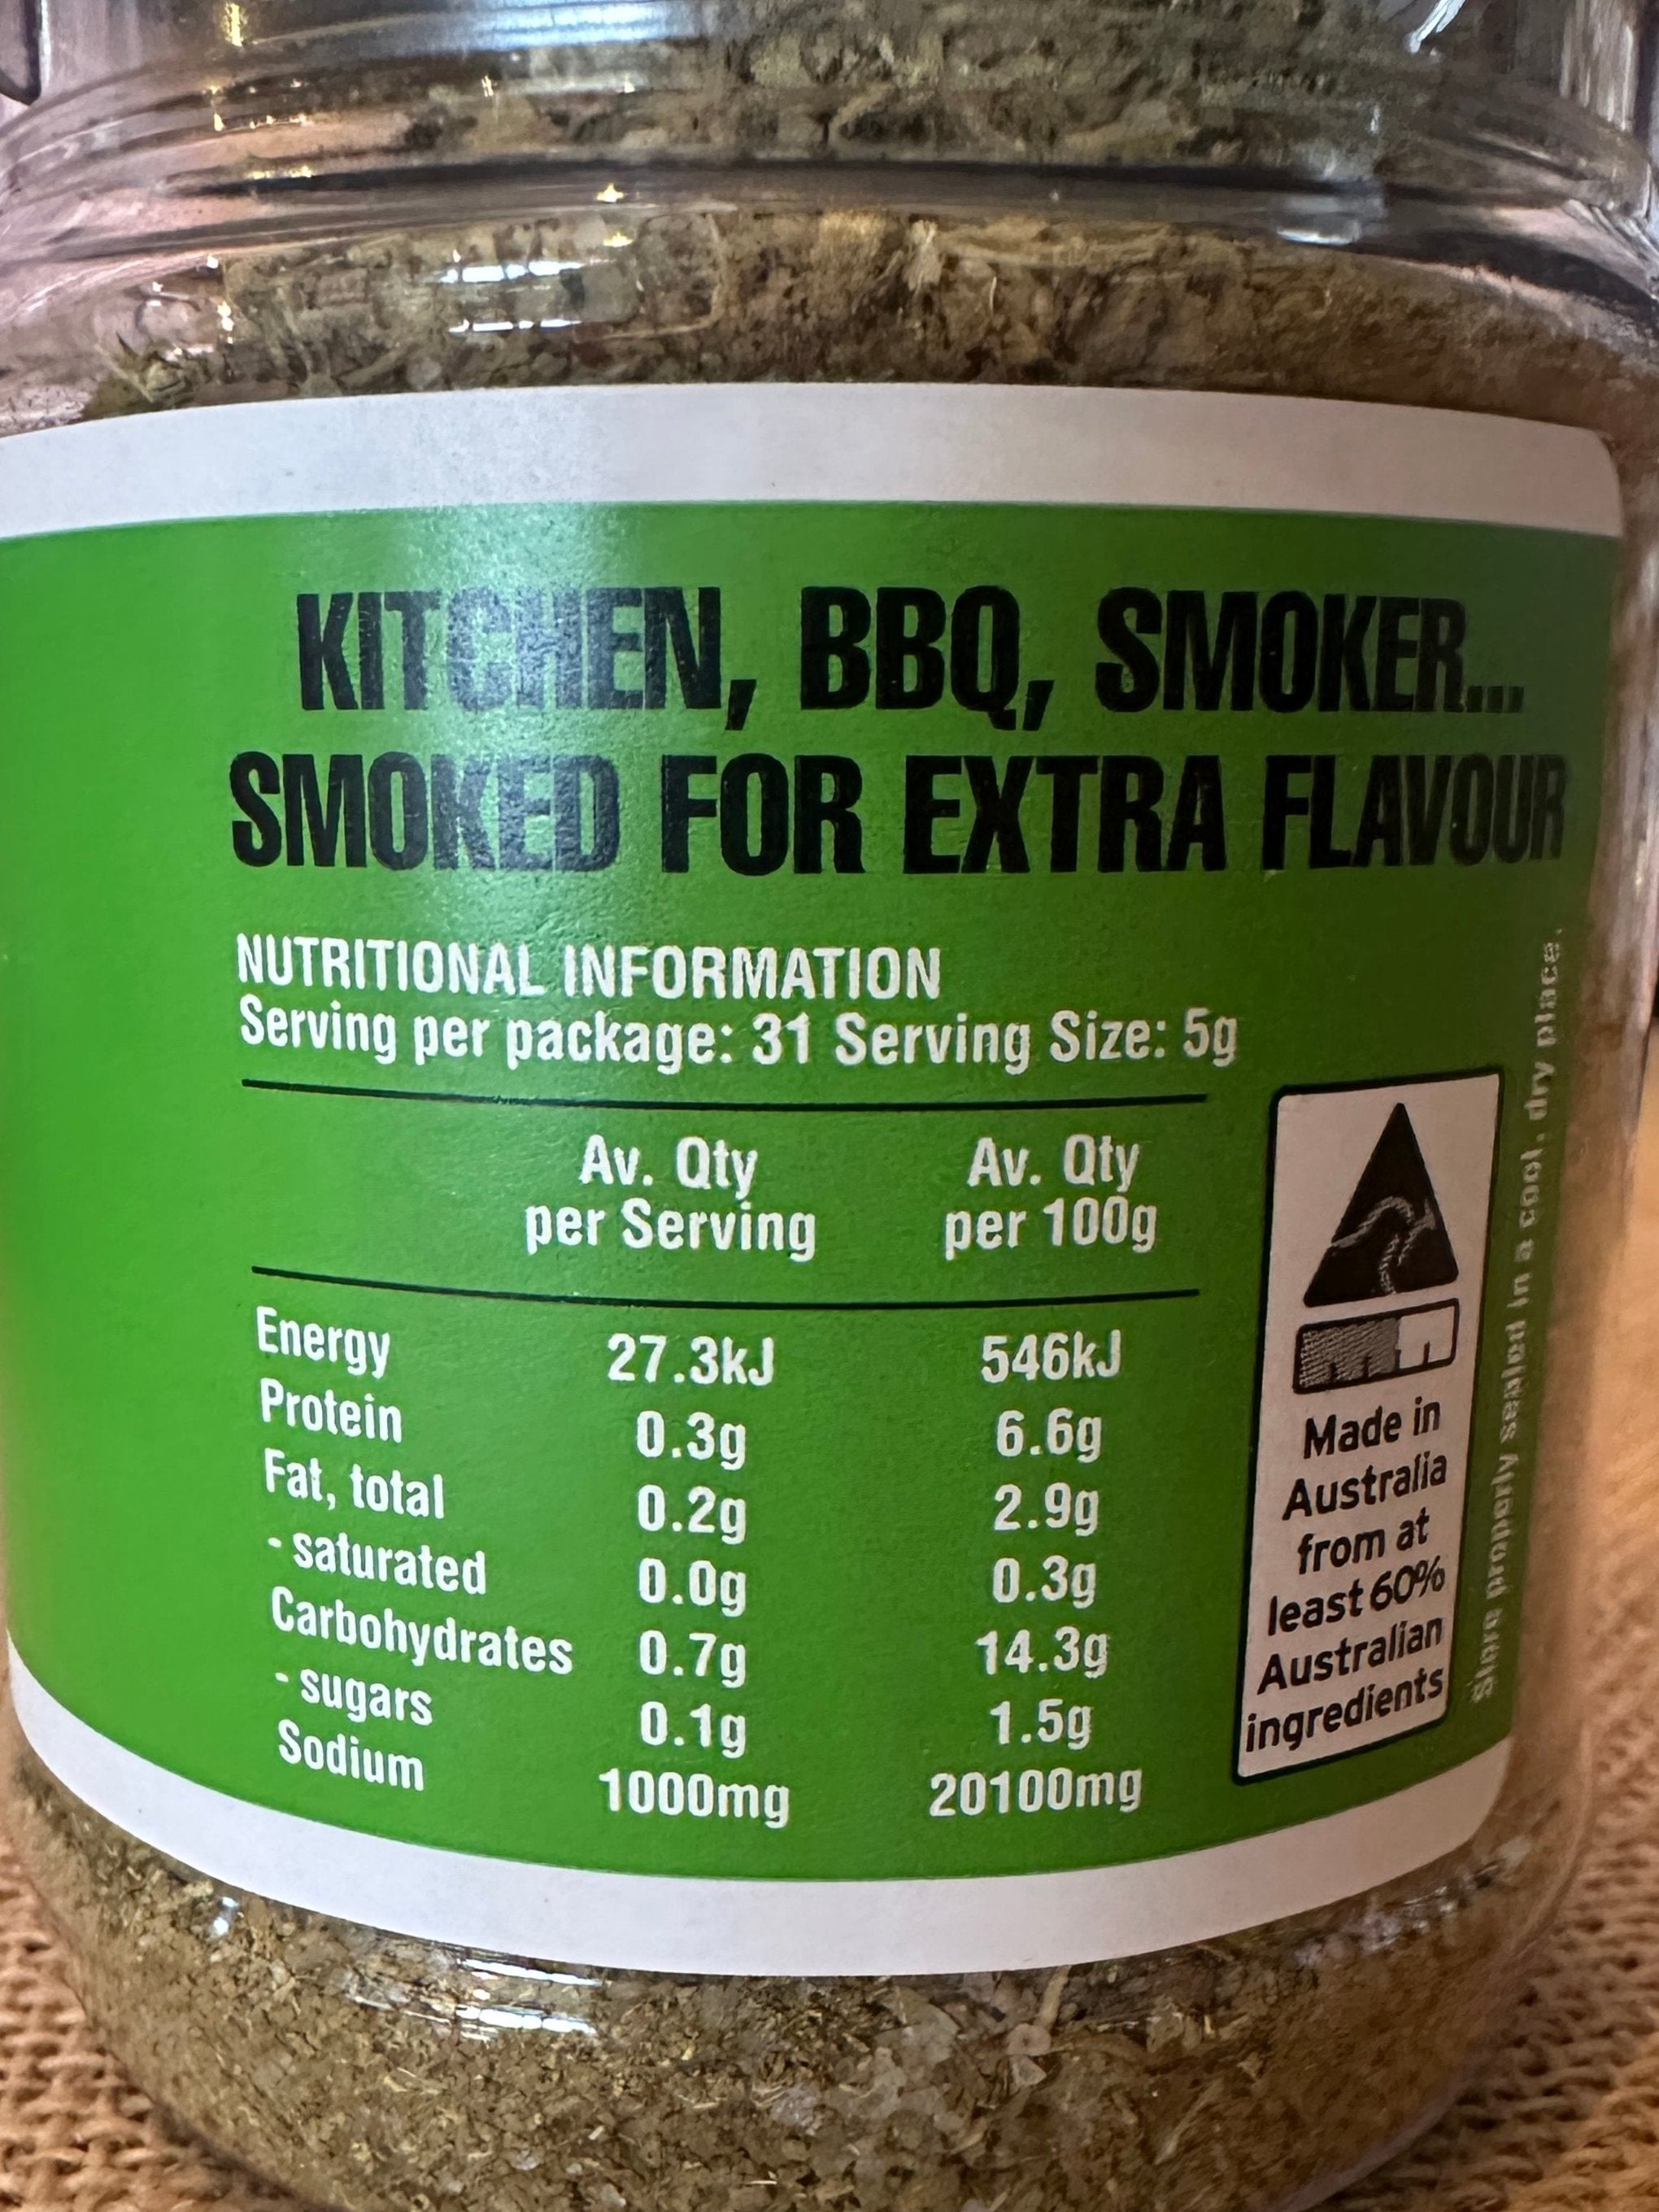 KITCHEN, BBQ, SMOKER...
SMOKED FOR EXTRA FLAVOUR
NUTRITIONAL INFORMATION
Serving per package: 31 Serving Size: 5g
Av. Qty Av. Qty
per Serving per 100g
Energy 27.3kJ 546kJ
Protein 0.3g 6.6g
Fat, total 0.2g 2.9g
- saturated 0.0g 0.3g
Carbohydrates 0.7g 14.3g
- sugars 0.1g 1.5g
Sodium 1000mg 20100mg
Made in
Australia
from at
least 60%
Australian
ingredients
Store properly sealed in a cool, dry place.